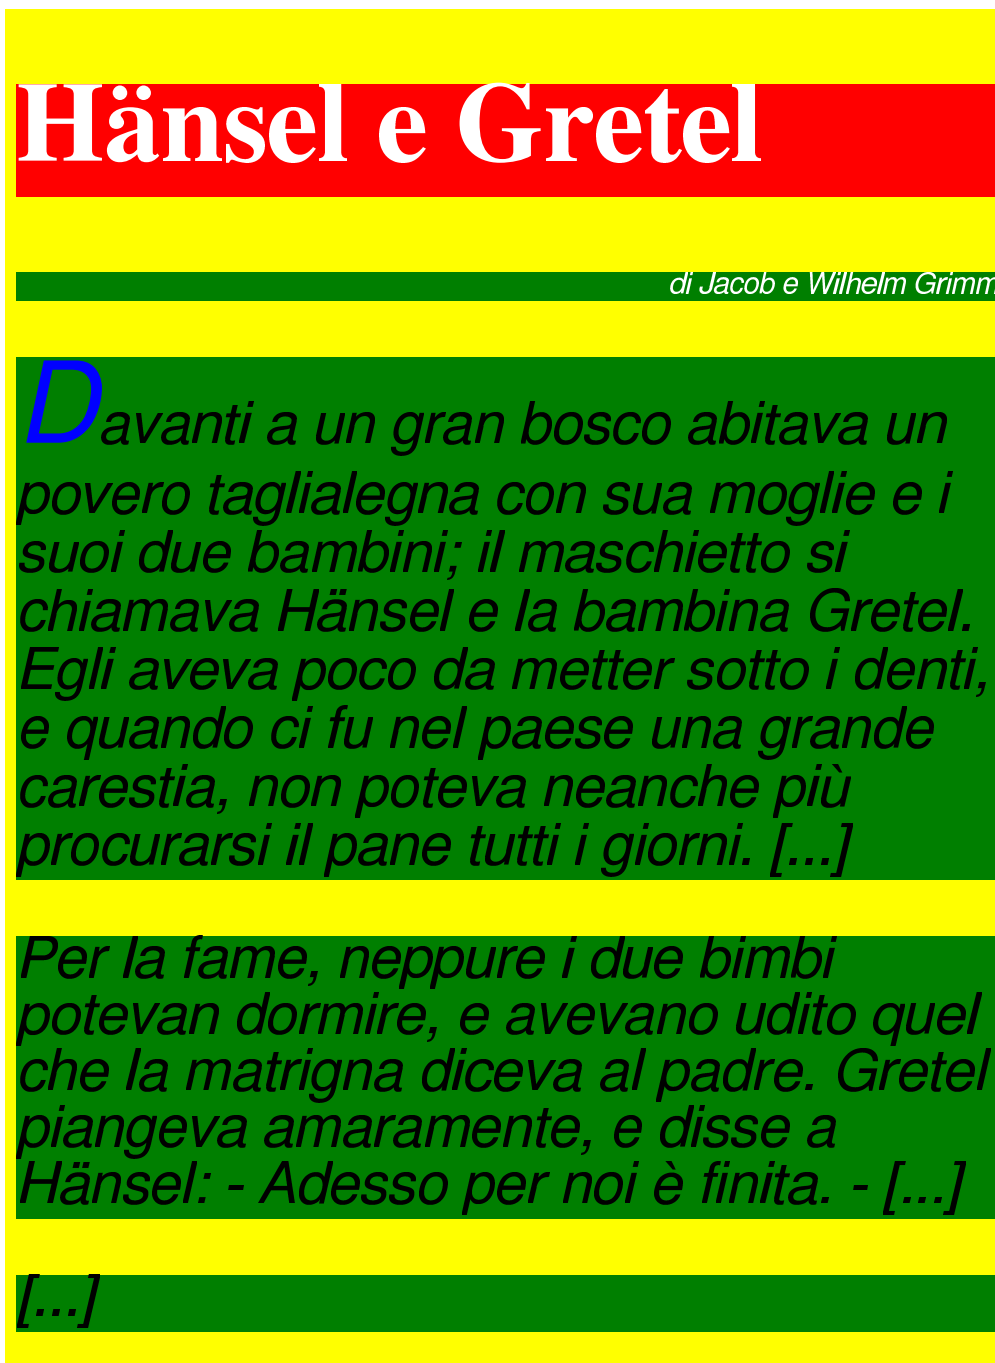 Hänsel e Gretel
di Jacob e Wilhelm Grimm
Davanti a un gran bosco abitava un
povero taglialegna con sua moglie e i
suoi due bambini; il maschietto si
chiamava Hänsel e la bambina Gretel.
Egli aveva poco da metter sotto i denti,
e quando ci fu nel paese una grande
carestia, non poteva neanche più
procurarsi il pane tutti i giorni. [...]
Per la fame, neppure i due bimbi
potevan dormire, e avevano udito quel
che la matrigna diceva al padre. Gretel
piangeva amaramente, e disse a
Hänsel: - Adesso per noi è finita. - [...]
[...]